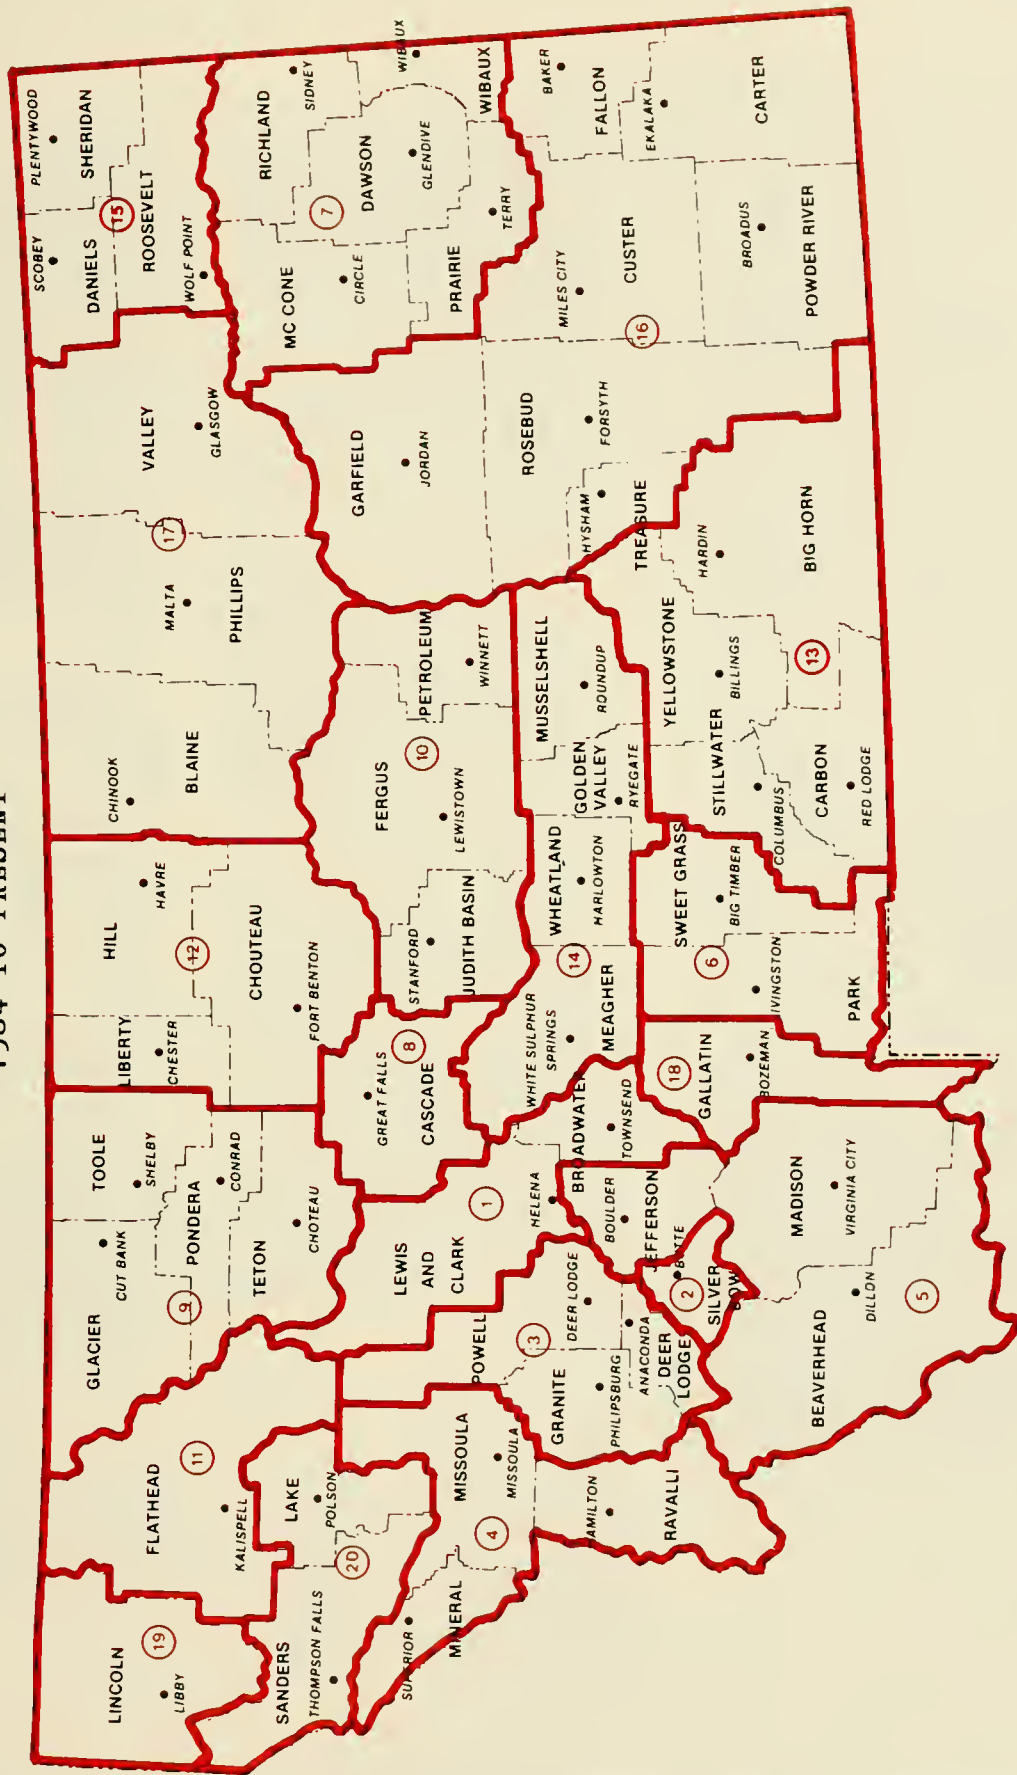 1984 TO PRESENT
LINCOLN
19
LIBBY
FLATHEAD
11
KALISPELL
GLACIER
CUT BANK
TOOLE
SHELBY
9
PONDERA
CONRAD
TETON
CHOTEAU
LIBERTY
CHESTER
HILL
HAVRE
12
CHOUTEAU
FORT BENTON
CHINOOK
BLAINE
MALTA
17
PHILLIPS
VALLEY
GLASGOW
SCOBEY
DANIELS
PLENTYWOOD
SHERIDAN
15
ROOSEVELT
WOLF POINT
SANDERS
THOMPSON FALLS
LAKE
POLSON
20
SUPERIOR
MINERAL
4
MISSOULA
MISSOULA
HAMILTON
RAVALLI
POWELL
3
DEER LODGE
GRANITE
PHILIPSBURG
ANACONDA
DEER
LODGE
LEWIS
AND
CLARK
1
HELENA
GREAT FALLS
8
CASCADE
STANFORD
JUDITH BASIN
FERGUS
10
LEWISTOWN
PETROLEUM
WINNETT
GARFIELD
JORDAN
MC CONE
CIRCLE
RICHLAND
SIDNEY
7
DAWSON
GLENDIVE
PRAIRIE
TERRY
WIBAUX
WIBAUX
BROADWATER
TOWNSEND
BOULDER
JEFFERSON
BUTTE
2
SILVER
BOW
WHITE SULPHUR
SPRINGS
MEAGHER
14
WHEATLAND
HARLOWTON
GOLDEN
VALLEY
RYEGATE
MUSSELSHELL
ROUNDUP
ROSEBUD
FORSYTH
HYSHAM
TREASURE
MILES CITY
CUSTER
16
BAKER
FALLON
EKALAKA
CARTER
BROADUS
POWDER RIVER
BEAVERHEAD
DILLON
5
MADISON
VIRGINIA CITY
18
GALLATIN
BOZEMAN
6
LIVINGSTON
PARK
SWEET GRASS
BIG TIMBER
STILLWATER
COLUMBUS
CARBON
RED LODGE
YELLOWSTONE
BILLINGS
13
HARDIN
BIG HORN